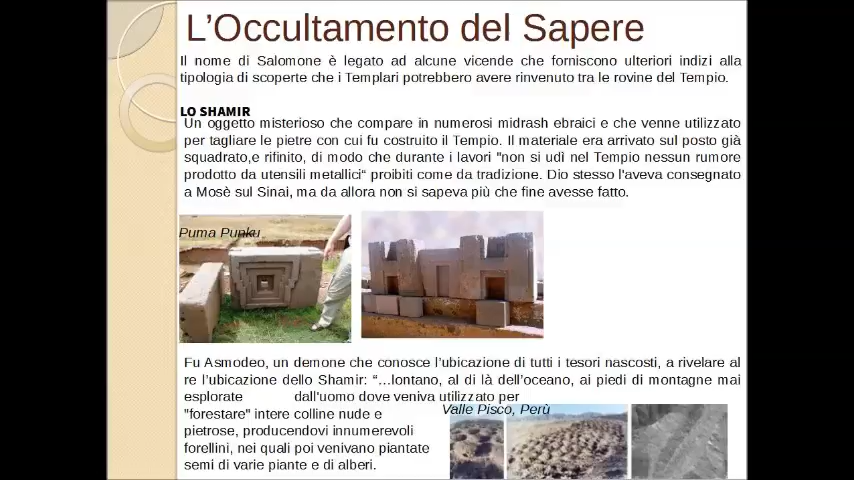 L'Occultamento del Sapere
Il nome di Salomone è legato ad alcune vicende che forniscono ulteriori indizi alla
tipologia di scoperte che i Templari potrebbero avere rinvenuto tra le rovine del Tempio.
LO SHAMIR
Un oggetto misterioso che compare in numerosi midrash ebraici e che venne utilizzato
per tagliare le pietre con cui fu costruito il Tempio. Il materiale era arrivato sul posto già
squadrato,e rifinito, di modo che durante i lavori "non si udì nel Tempio nessun rumore
prodotto da utensili metallici“ proibiti come da tradizione. Dio stesso l'aveva consegnato
a Mosè sul Sinai, ma da allora non si sapeva più che fine avesse fatto.
Puma Punku
Fu Asmodeo, un demone che conosce l’ubicazione di tutti i tesori nascosti, a rivelare al
re l’ubicazione dello Shamir: “…lontano, al di là dell’oceano, ai piedi di montagne mai
esplorate dall'uomo dove veniva utilizzato per
Valle Pisco, Perù
"forestare" intere colline nude e
pietrose, producendovi innumerevoli
forellini, nei quali poi venivano piantate
semi di varie piante e di alberi.